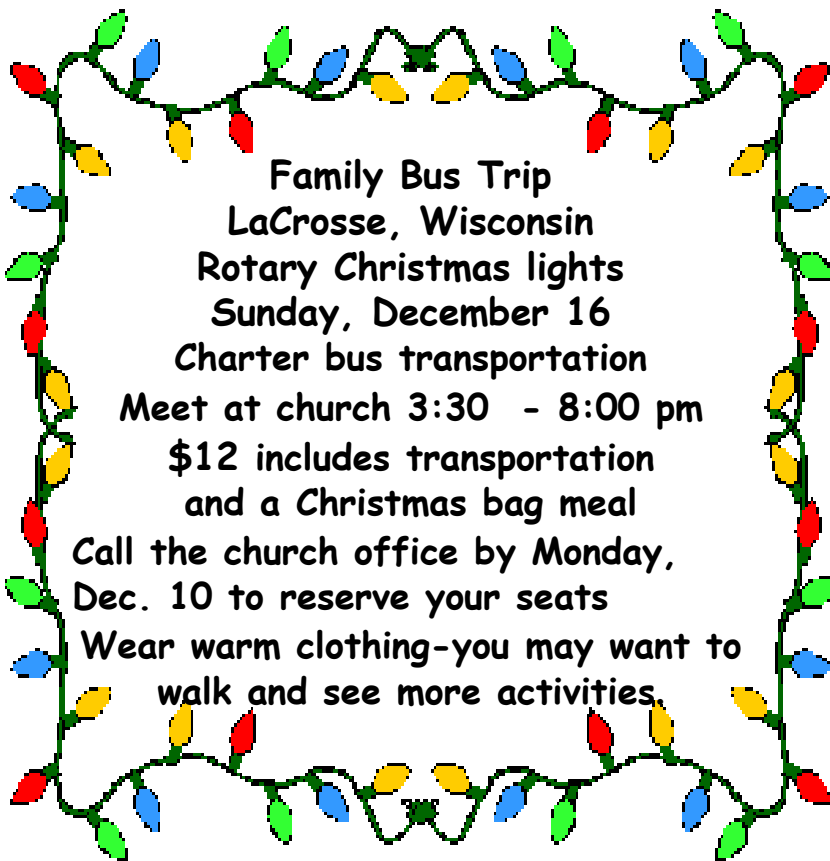 Family Bus Trip
LaCrosse, Wisconsin
Rotary Christmas lights
Sunday, December 16
Charter bus transportation
Meet at church 3:30  - 8:00 pm
$12 includes transportation
and a Christmas bag meal
Call the church office by Monday,
Dec. 10 to reserve your seats
Wear warm clothing-you may want to
walk and see more activities.